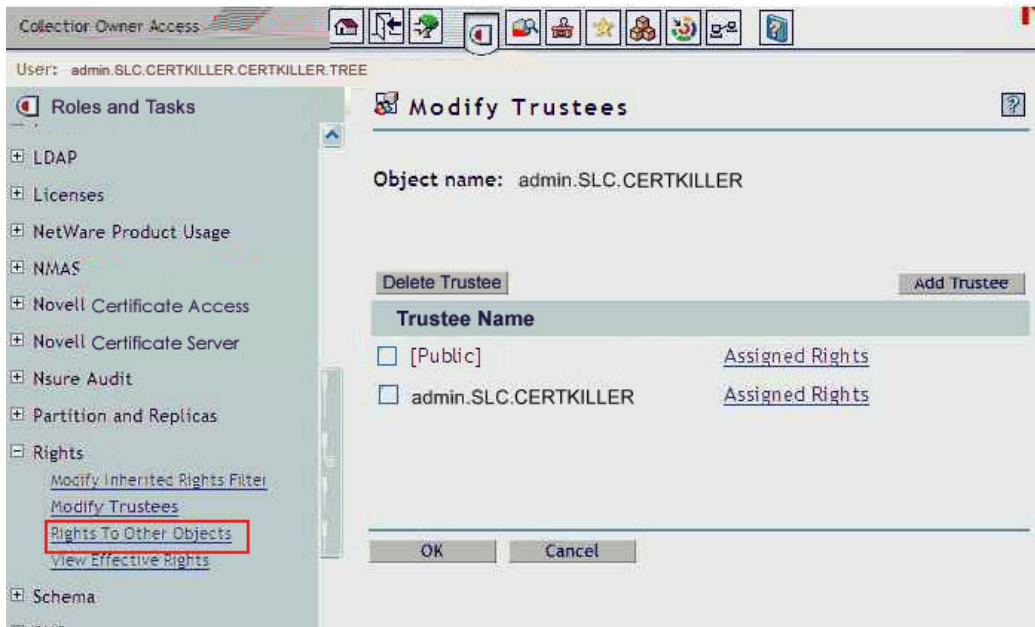 Collectior Owner Access
User: admin.SLC.CERTKILLER.CERTKILLER.TREE
Roles and Tasks
LDAP
Licenses
NetWare Product Usage
NMAS
Novell Certificate Access
Novell Certificate Server
Nsure Audit
Partition and Replicas
Rights
Modify Inherited Rights Filter
Modify Trustees
Rights To Other Objects
View Effective Rights
Schema
Modify Trustees
Object name: admin.SLC.CERTKILLER
Delete Trustee
Add Trustee
Trustee Name
[Public] Assigned Rights
admin.SLC.CERTKILLER Assigned Rights
OK
Cancel